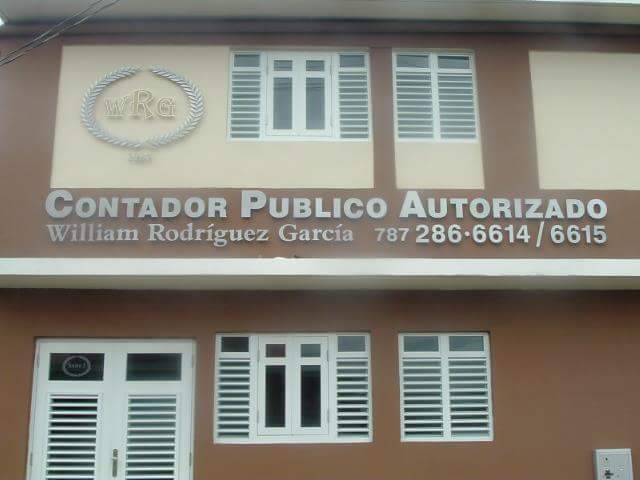 WRG
CONTADOR PUBLICO AUTORIZADO
William Rodríguez García 787 286·6614 / 6615